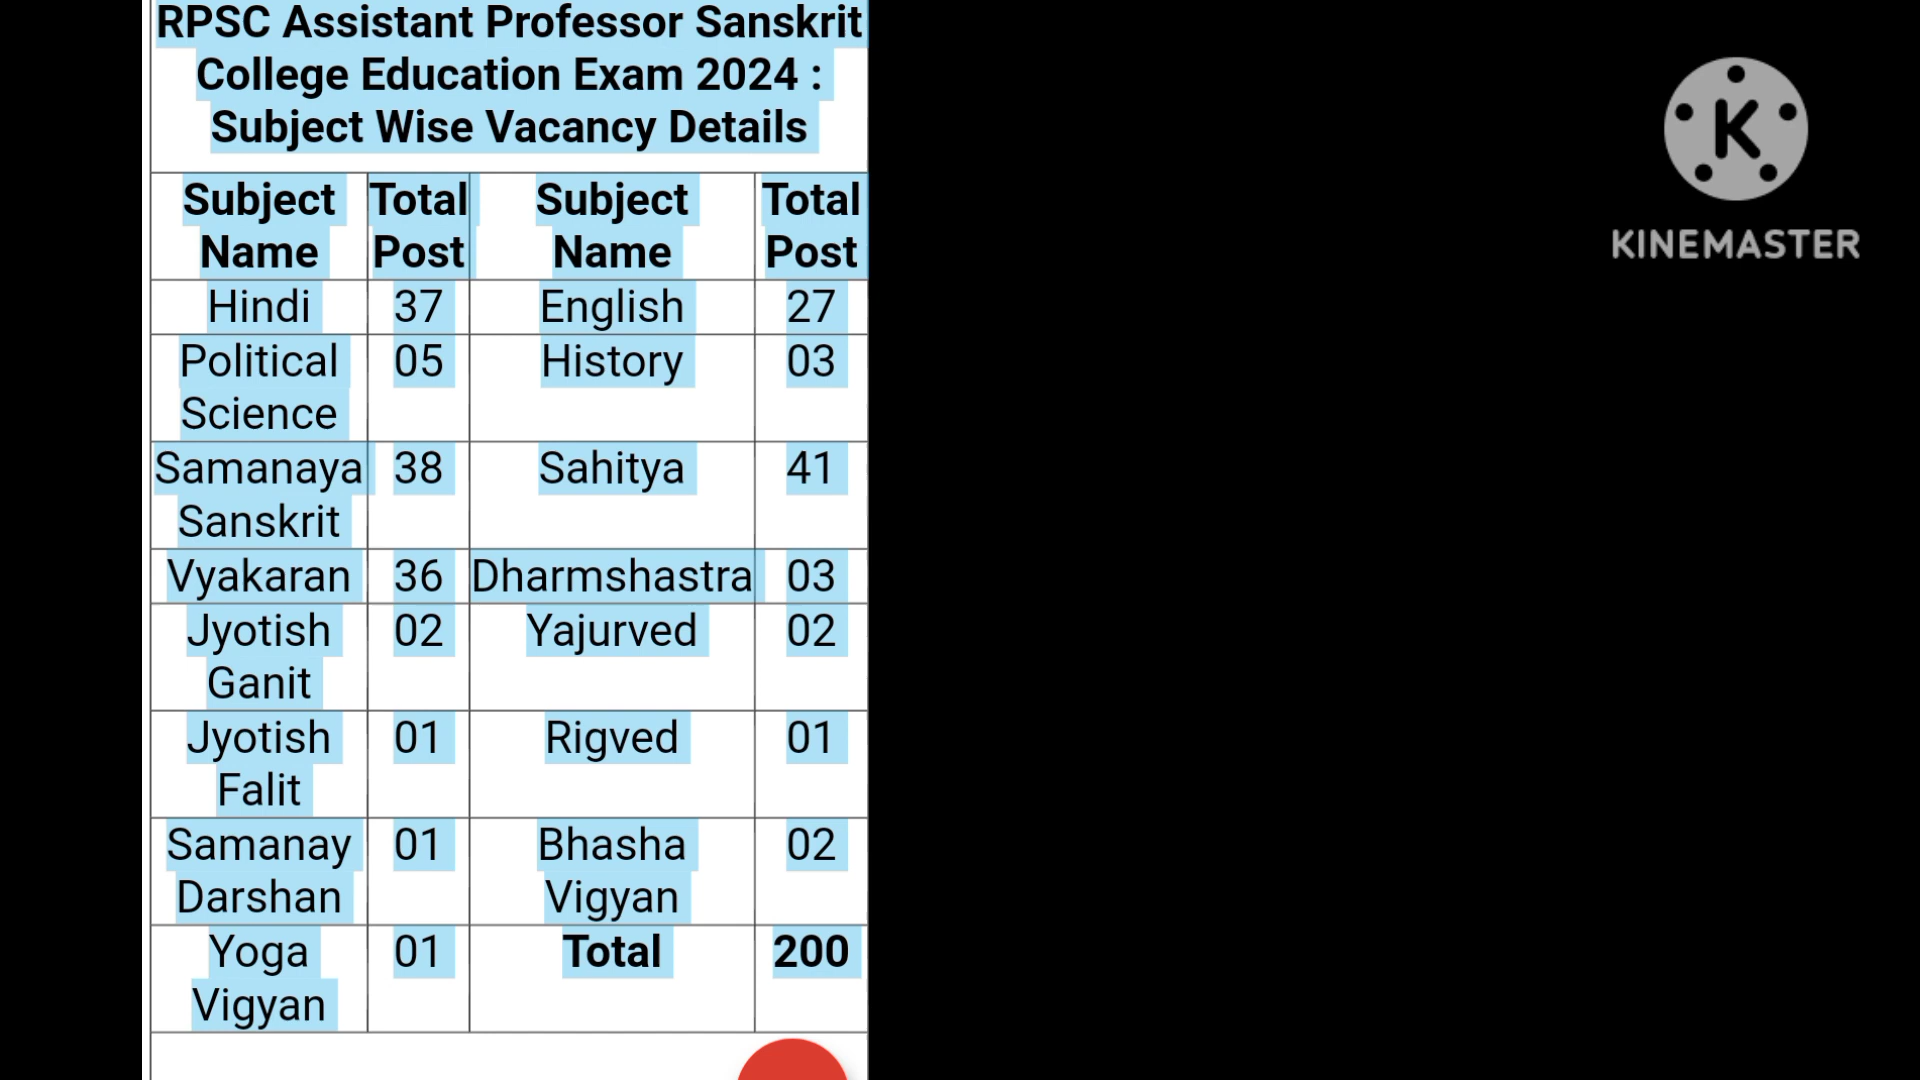 RPSC Assistant Professor Sanskrit
College Education Exam 2024 :
Subject Wise Vacancy Details
Subject Name Total Post Subject Name Total Post
Hindi 37 English 27
Political Science 05 History 03
Samanaya Sanskrit 38 Sahitya 41
Vyakaran 36 Dharmshastra 03
Jyotish Ganit 02 Yajurved 02
Jyotish Falit 01 Rigved 01
Samanay Darshan 01 Bhasha Vigyan 02
Yoga Vigyan 01 Total 200
K
KINEMASTER